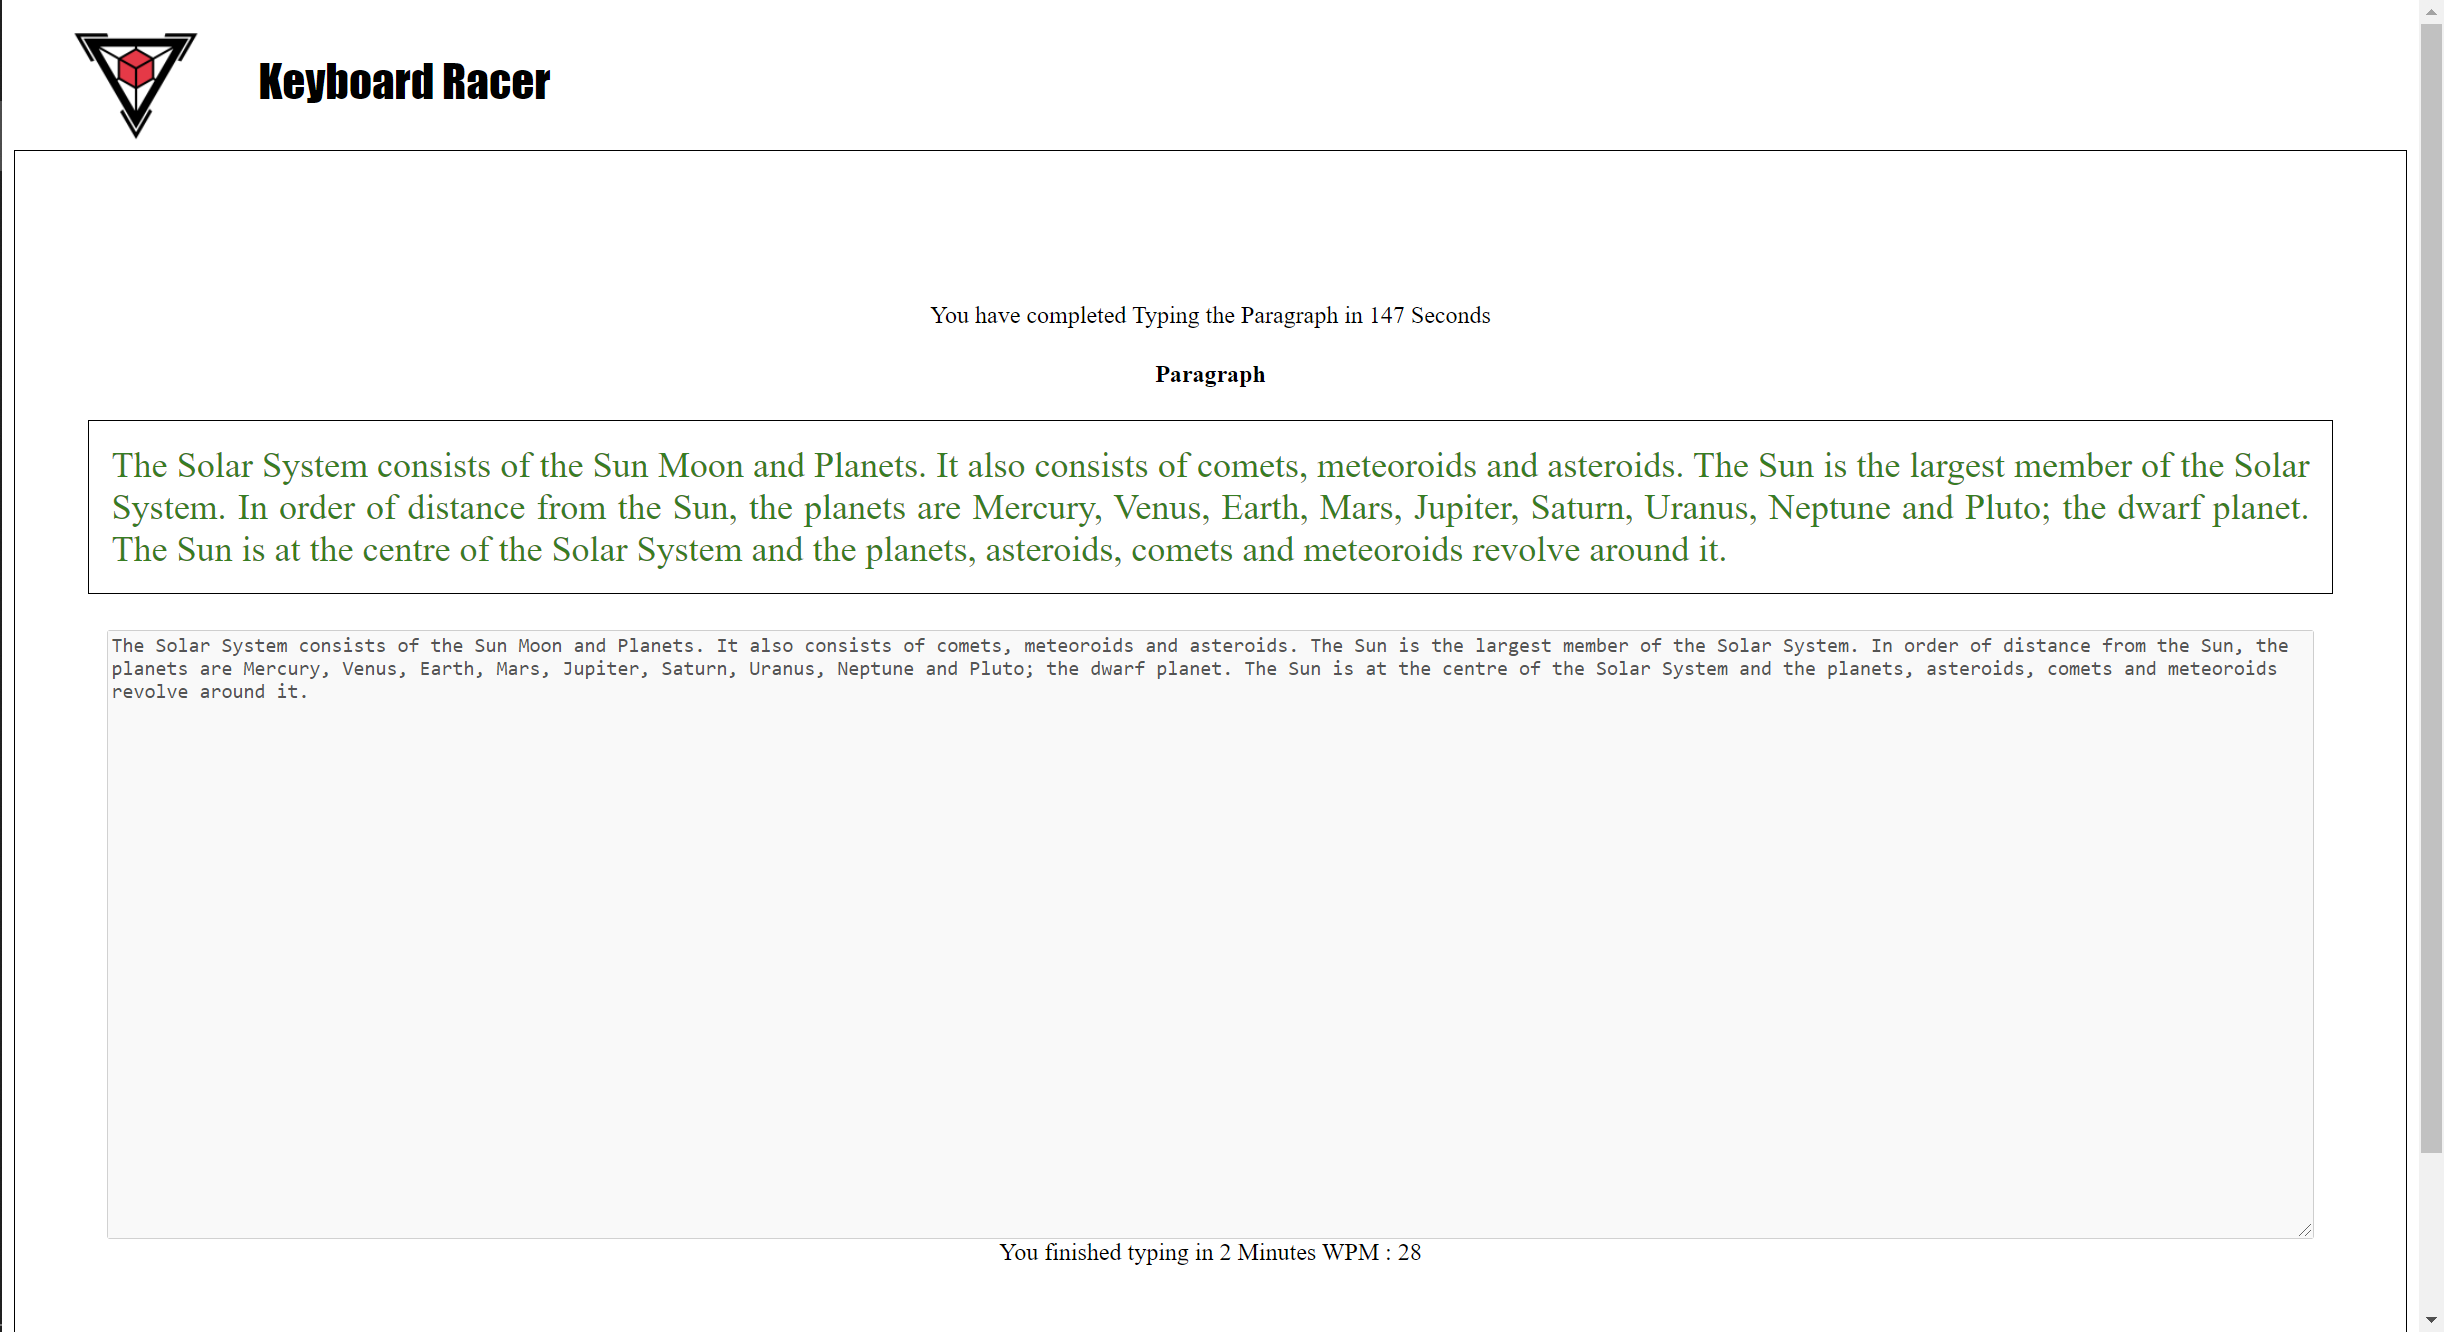 Keyboard Racer
You have completed Typing the Paragraph in 147 Seconds
Paragraph
The Solar System consists of the Sun Moon and Planets. It also consists of comets, meteoroids and asteroids. The Sun is the largest member of the Solar
System. In order of distance from the Sun, the planets are Mercury, Venus, Earth, Mars, Jupiter, Saturn, Uranus, Neptune and Pluto; the dwarf planet.
The Sun is at the centre of the Solar System and the planets, asteroids, comets and meteoroids revolve around it.
The Solar System consists of the Sun Moon and Planets. It also consists of comets, meteoroids and asteroids. The Sun is the largest member of the Solar System. In order of distance from the Sun, the
planets are Mercury, Venus, Earth, Mars, Jupiter, Saturn, Uranus, Neptune and Pluto; the dwarf planet. The Sun is at the centre of the Solar System and the planets, asteroids, comets and meteoroids
revolve around it.
You finished typing in 2 Minutes WPM : 28